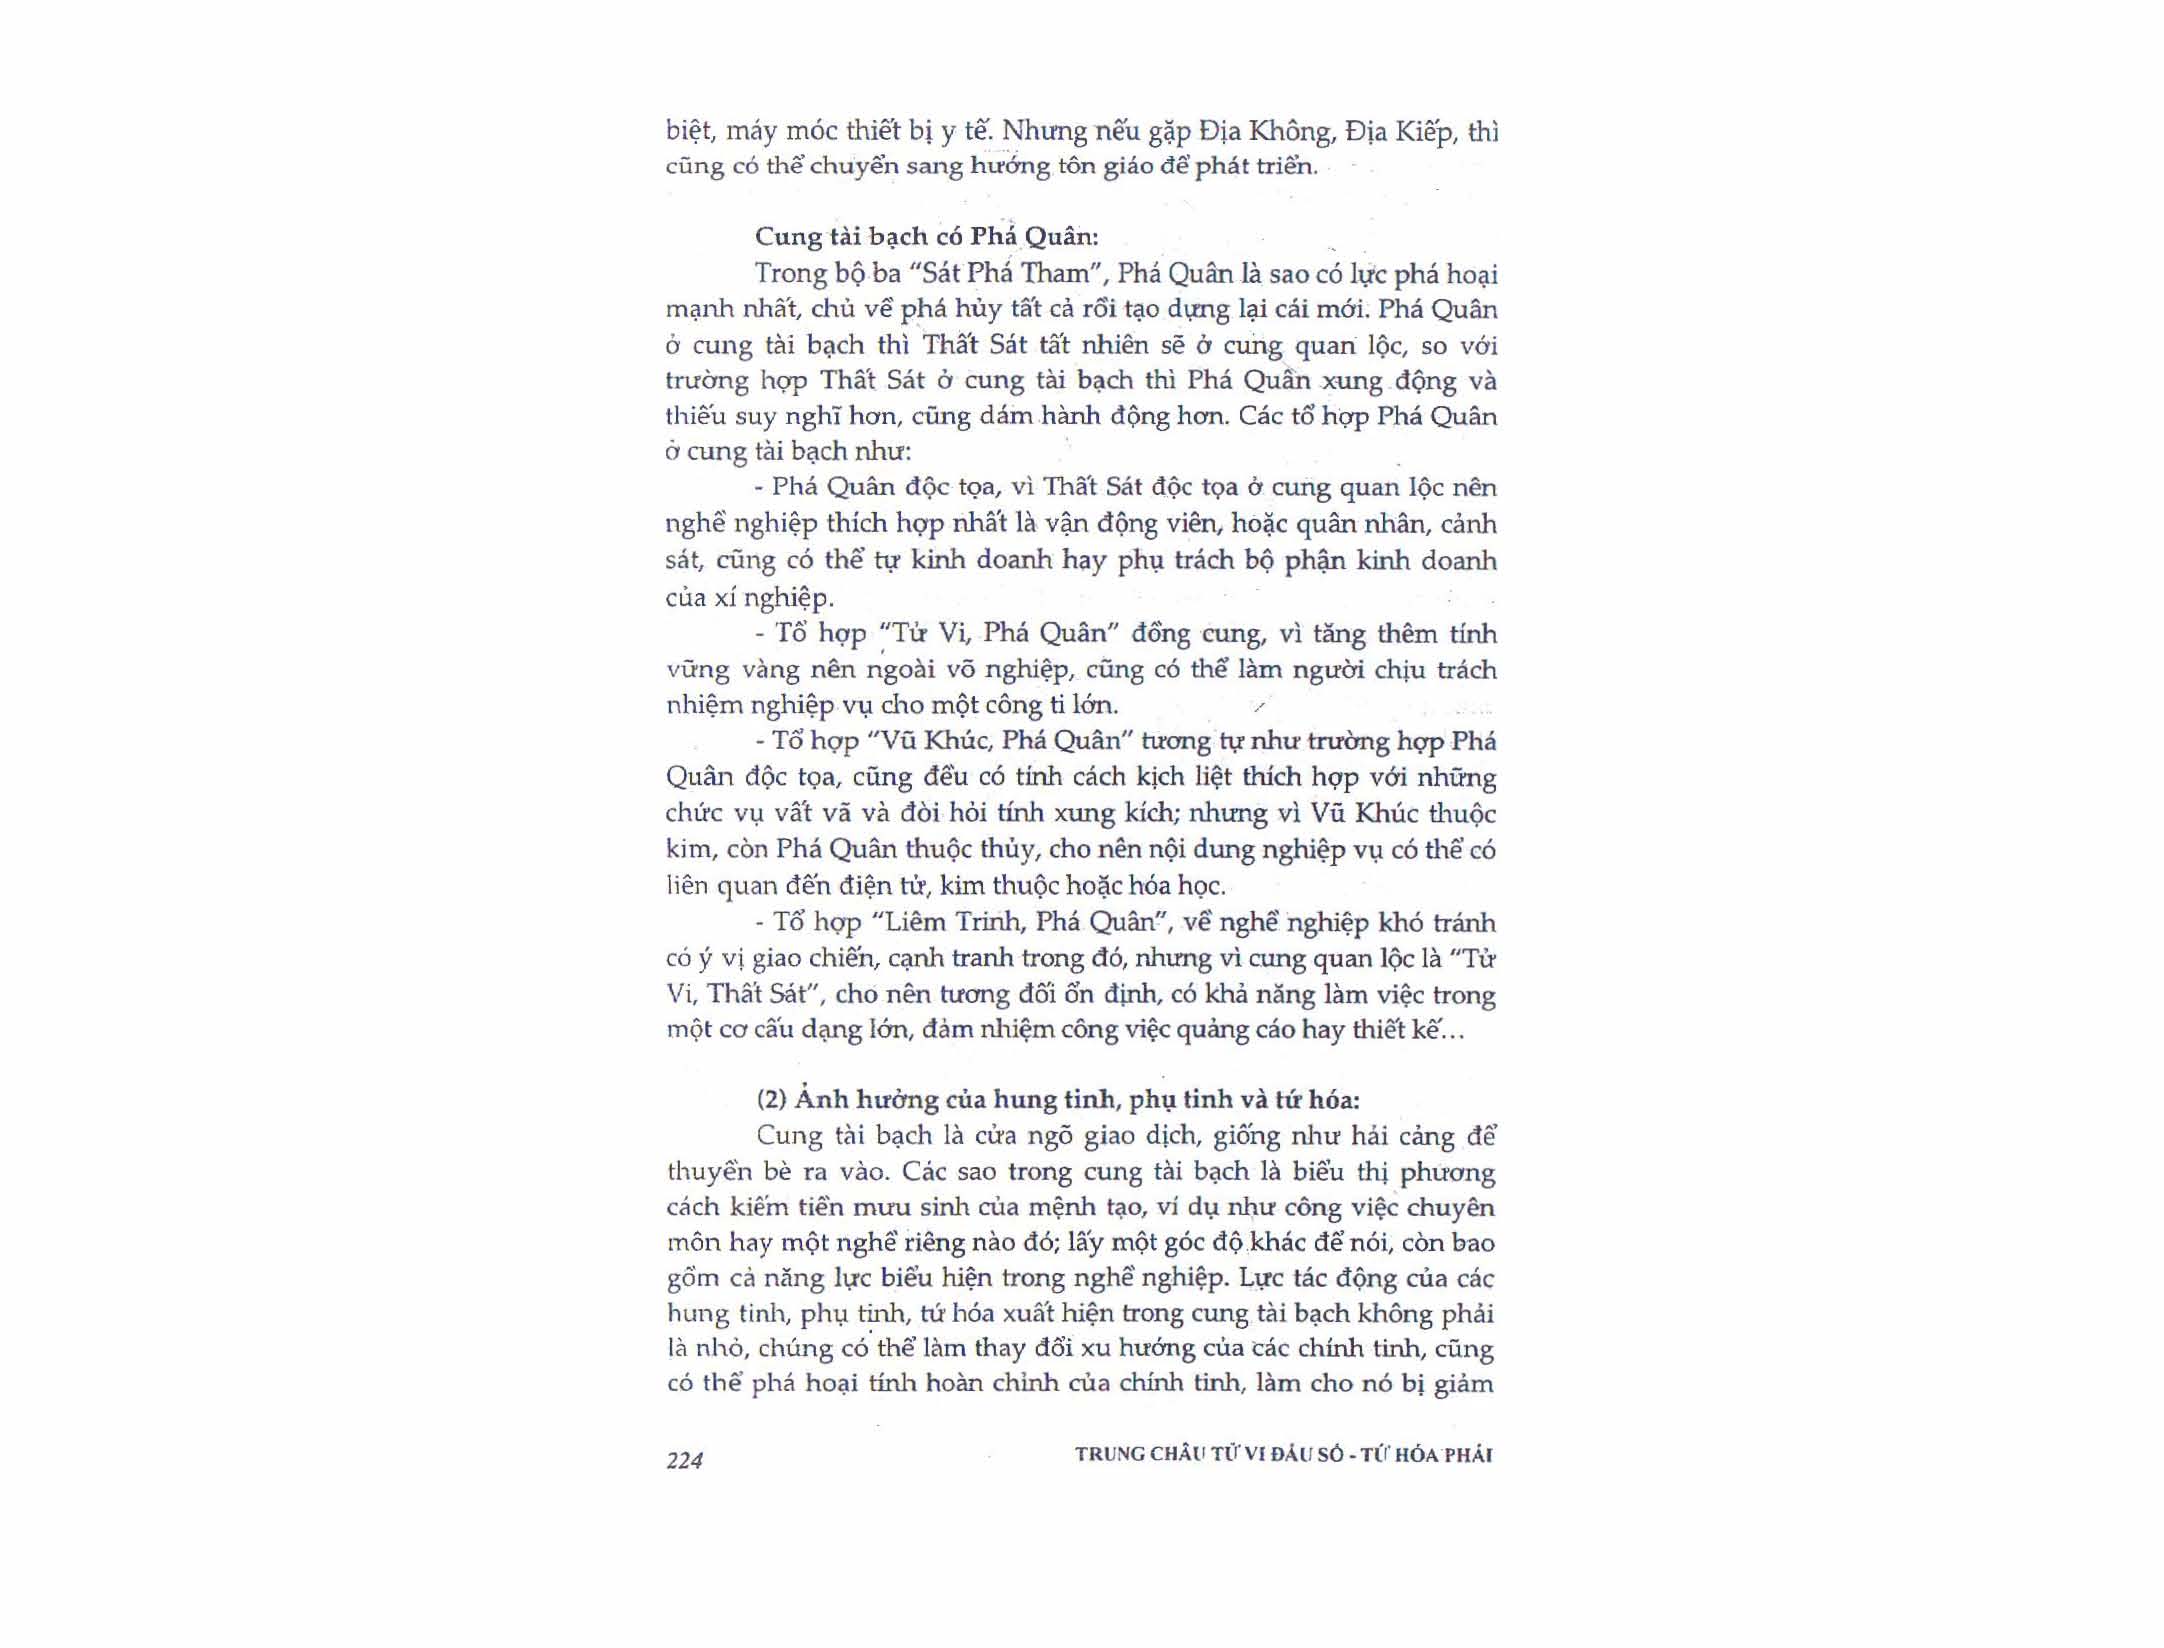 biệt, máy móc thiết bị y tế. Nhưng nếu gặp Địa Không, Địa Kiếp, thì
cũng có thể chuyển sang hướng tôn giáo để phát triển.
Cung tài bạch có Phá Quân:
Trong bộ ba "Sát Phá Tham", Phá Quân là sao có lực phá hoại
mạnh nhất, chủ về phá hủy tất cả rồi tạo dựng lại cái mới. Phá Quân
ở cung tài bạch thì Thất Sát tất nhiên sẽ ở cung quan lộc, so với
trường hợp Thất Sát ở cung tài bạch thì Phá Quân xung động và
thiếu suy nghĩ hơn, cũng dám hành động hơn. Các tổ hợp Phá Quân
ở cung tài bạch như:
- Phá Quân độc tọa, vì Thất Sát độc tọa ở cung quan lộc nên
nghề nghiệp thích hợp nhất là vận động viên, hoặc quân nhân, cảnh
sát, cũng có thể tự kinh doanh hay phụ trách bộ phận kinh doanh
của xí nghiệp.
- Tổ hợp "Tử Vi, Phá Quân" đồng cung, vì tăng thêm tính
vững vàng nên ngoài võ nghiệp, cũng có thể làm người chịu trách
nhiệm nghiệp vụ cho một công ti lớn.
- Tổ hợp "Vũ Khúc, Phá Quân" tương tự như trường hợp Phá
Quân độc tọa, cũng đều có tính cách kịch liệt thích hợp với những
chức vụ vất vã và đòi hỏi tính xung kích; nhưng vì Vũ Khúc thuộc
kim, còn Phá Quân thuộc thủy, cho nên nội dung nghiệp vụ có thể có
liên quan đến điện tử, kim thuộc hoặc hóa học.
- Tổ hợp "Liêm Trinh, Phá Quân", về nghề nghiệp khó tránh
có ý vị giao chiến, cạnh tranh trong đó, nhưng vì cung quan lộc là "Tử
Vi, Thất Sát", cho nên tương đối ổn định, có khả năng làm việc trong
một cơ cấu dạng lớn, đảm nhiệm công việc quảng cáo hay thiết kế...
(2) Ảnh hưởng của hung tinh, phụ tinh và tứ hóa:
Cung tài bạch là cửa ngõ giao dịch, giống như hải cảng để
thuyền bè ra vào. Các sao trong cung tài bạch là biểu thị phương
cách kiếm tiền mưu sinh của mệnh tạo, ví dụ như công việc chuyên
môn hay một nghề riêng nào đó; lấy một góc độ khác để nói, còn bao
gồm cả năng lực biểu hiện trong nghề nghiệp. Lực tác động của các
hung tinh, phụ tinh, tứ hóa xuất hiện trong cung tài bạch không phải
là nhỏ, chúng có thể làm thay đổi xu hướng của các chính tinh, cũng
có thể phá hoại tính hoàn chỉnh của chính tinh, làm cho nó bị giảm
224
TRUNG CHÂU TỬ VI ĐẨU SỐ - TỨ HÓA PHÁI